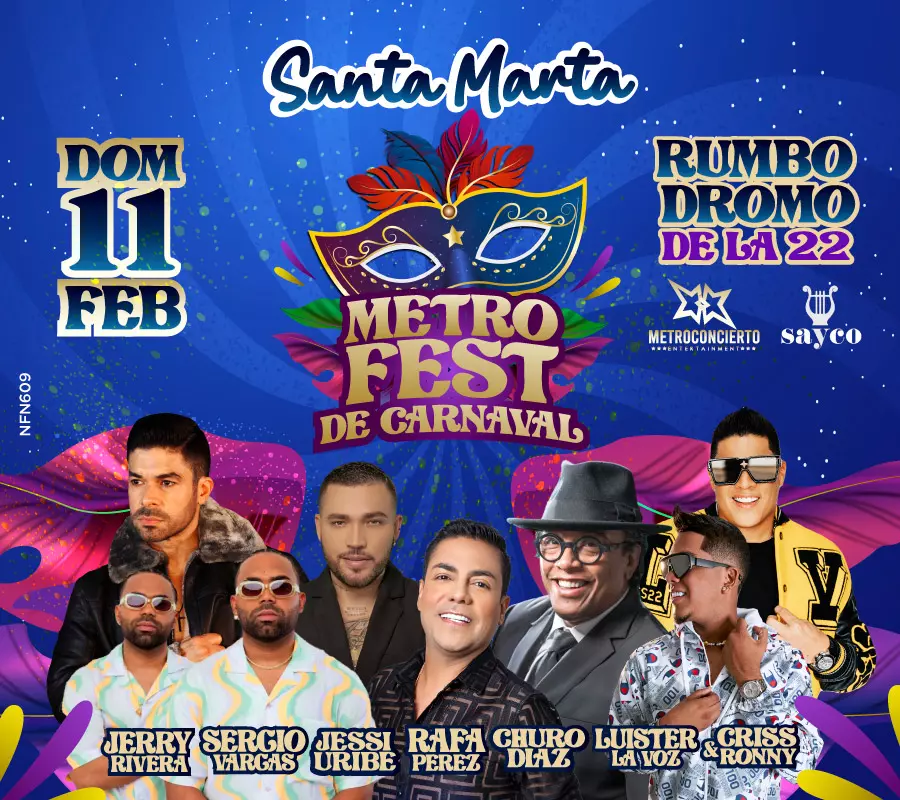 Santa Marta
DOM
11
FEB
RUMBO
DROMO
DE LA 22
METROCONCIERTO
ENTERTAINMENT
sayco
METRO
FEST
DE CARNAVAL
NFN609
S22
V
JERRY
RIVERA
SERGIO
VARGAS
JESSI
URIBE
RAFA
PEREZ
CHURO
DIAZ
LUISTER
LA VOZ
CRISS
& RONNY